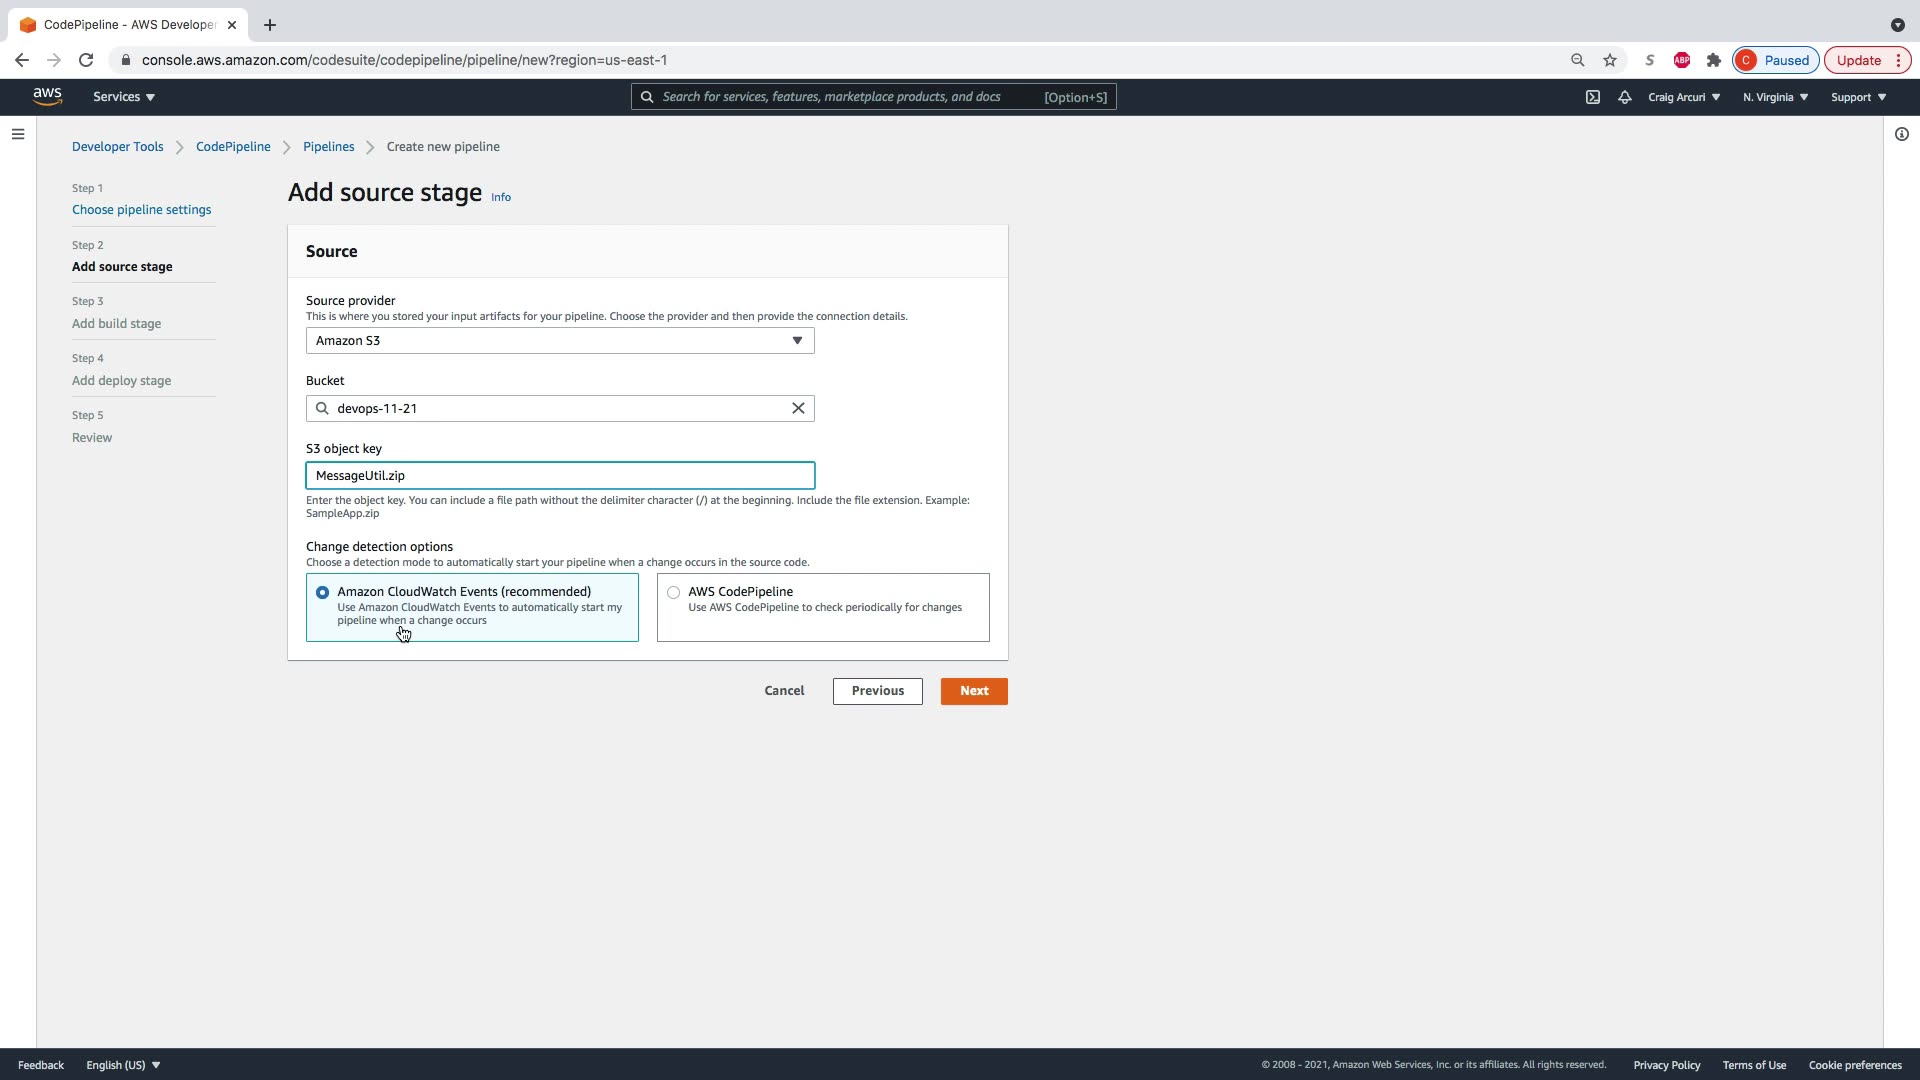 CodePipeline - AWS Developer
console.aws.amazon.com/codesuite/codepipeline/pipeline/new?region=us-east-1
S
ABP
C
Paused
Update
aws
Services
Search for services, features, marketplace products, and docs
[Option+S]
Craig Arcuri
N. Virginia
Support
Developer Tools
CodePipeline
Pipelines
Create new pipeline
Step 1
Choose pipeline settings
Step 2
Add source stage
Step 3
Add build stage
Step 4
Add deploy stage
Step 5
Review
Add source stage
Info
Source
Source provider
This is where you stored your input artifacts for your pipeline. Choose the provider and then provide the connection details.
Amazon S3
Bucket
devops-11-21
S3 object key
MessageUtil.zip
Enter the object key. You can include a file path without the delimiter character (/) at the beginning. Include the file extension. Example:
SampleApp.zip
Change detection options
Choose a detection mode to automatically start your pipeline when a change occurs in the source code.
Amazon CloudWatch Events (recommended)
Use Amazon CloudWatch Events to automatically start my
pipeline when a change occurs
AWS CodePipeline
Use AWS CodePipeline to check periodically for changes
Cancel
Previous
Next
Feedback
English (US)
© 2008 - 2021, Amazon Web Services, Inc. or its affiliates. All rights reserved.
Privacy Policy
Terms of Use
Cookie preferences